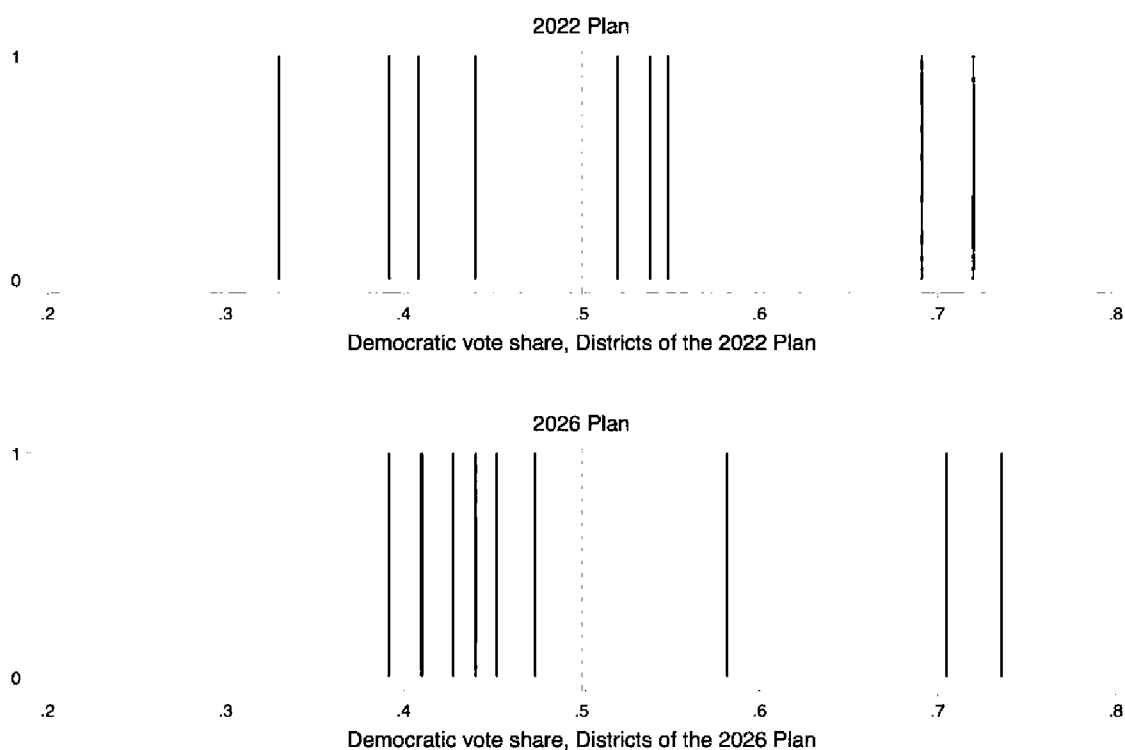 2022 Plan
1
0
.2 .3 .4 .5 .6 .7 .8
Democratic vote share, Districts of the 2022 Plan
2026 Plan
1
0
.2 .3 .4 .5 .6 .7 .8
Democratic vote share, Districts of the 2026 Plan